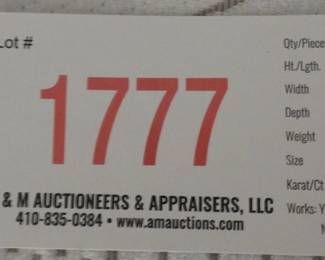 Lot #
1777
& M AUCTIONEERS & APPRAISERS, LLC
410-835-0384 • www.amauctions.com
Qty/Piece
Ht./Lgth.
Width
Depth
Weight
Size
Karat/Ct
Works: Y